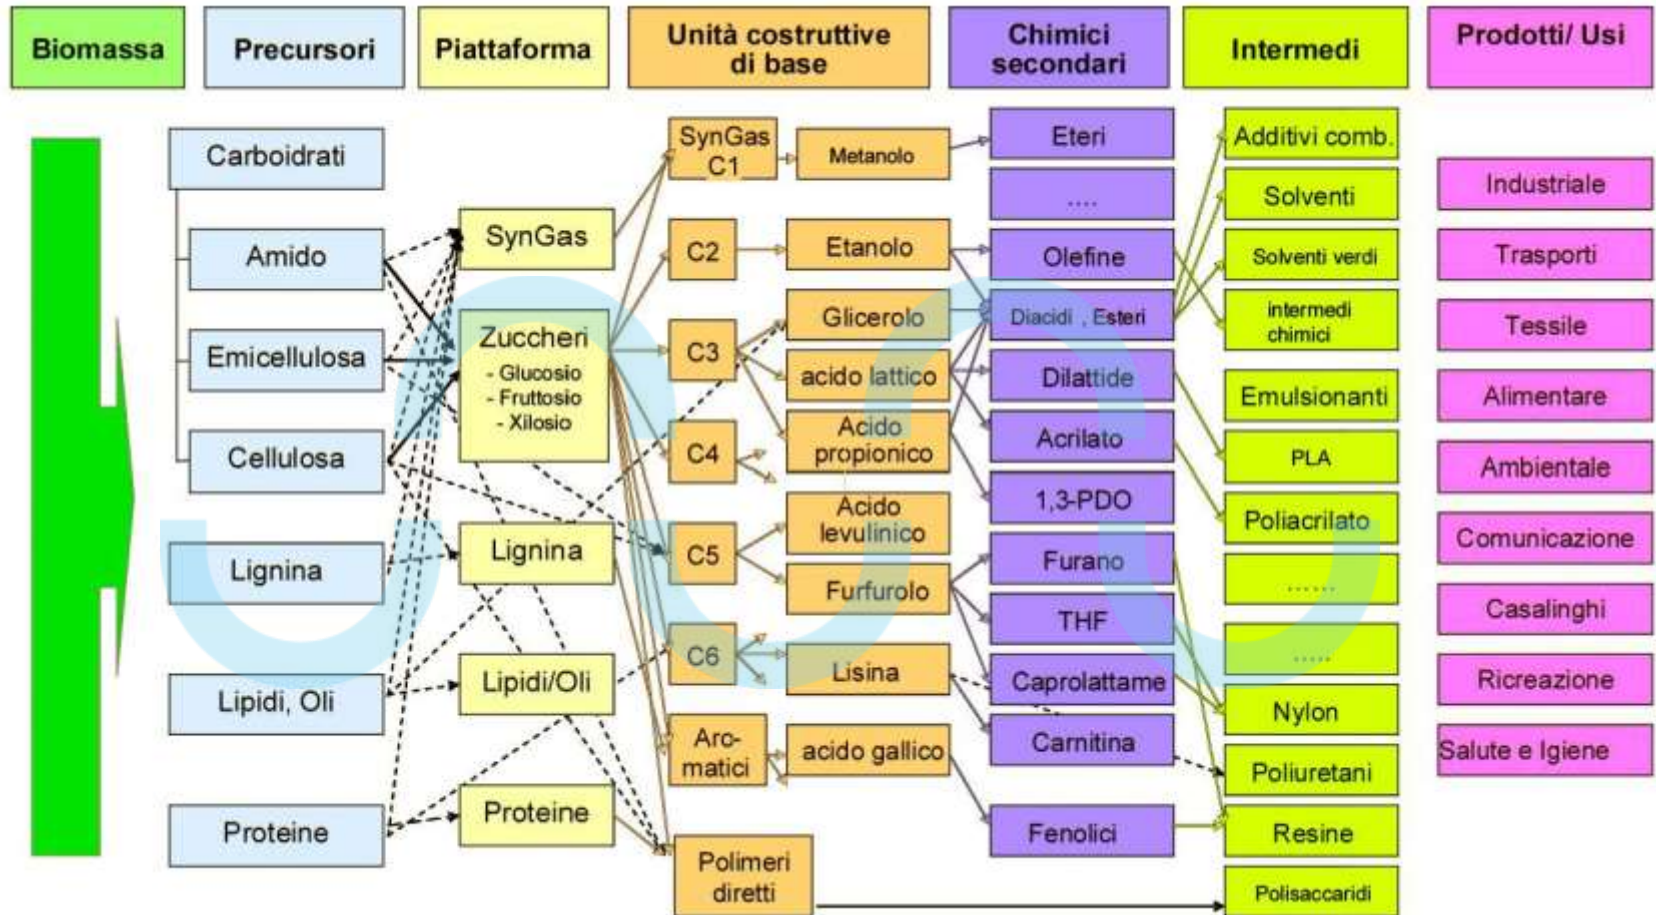 Biomassa
Precursori
Piattaforma
Unità costruttive
di base
Chimici
secondari
Intermedi
Prodotti/ Usi
Carboidrati
Amido
Emicellulosa
Cellulosa
Lignina
Lipidi, Oli
Proteine
SynGas
Zuccheri
- Glucosio
- Fruttosio
- Xilosio
Lignina
Lipidi/Oli
Proteine
SynGas
C1
C2
C3
C4
C5
C6
Aro-
matici
Polimeri
diretti
Metanolo
Etanolo
Glicerolo
acido lattico
Acido
propionico
Acido
levulinico
Furfurolo
Lisina
acido gallico
Eteri
....
Olefine
Diacidi , Esteri
Dilattide
Acrilato
1,3-PDO
Furano
THF
Caprolattame
Carnitina
Fenolici
Additivi comb.
Solventi
Solventi verdi
intermedi
chimici
Emulsionanti
PLA
Poliacrilato
......
.....
Nylon
Poliuretani
Resine
Polisaccaridi
Industriale
Trasporti
Tessile
Alimentare
Ambientale
Comunicazione
Casalinghi
Ricreazione
Salute e Igiene